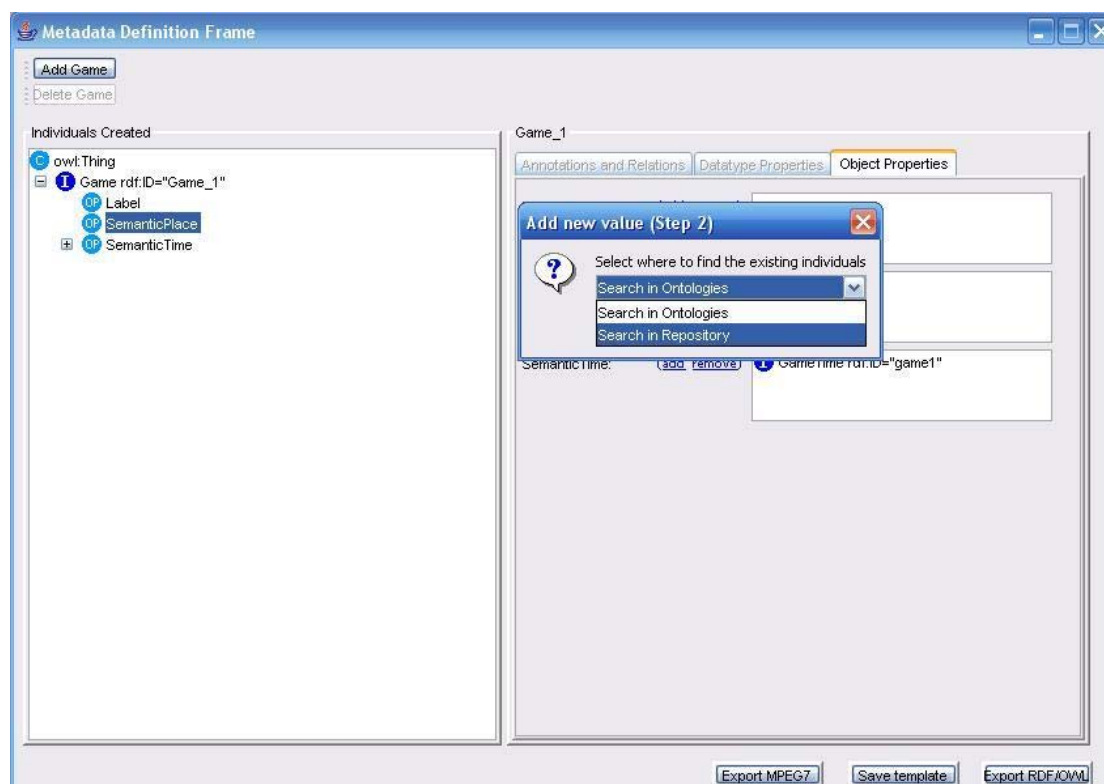 Metadata Definition Frame
Add Game
Delete Game
Individuals Created
owl:Thing
Game rdf:ID="Game_1"
Label
SemanticPlace
SemanticTime
Game_1
Annotations and Relations Datatype Properties Object Properties
Add new value (Step 2)
Select where to find the existing individuals
Search in Ontologies
Search in Ontologies
Search in Repository
SemanticTime: (add remove) GameTime rdf:ID="game1"
Export MPEG7 Save template Export RDF/OWL